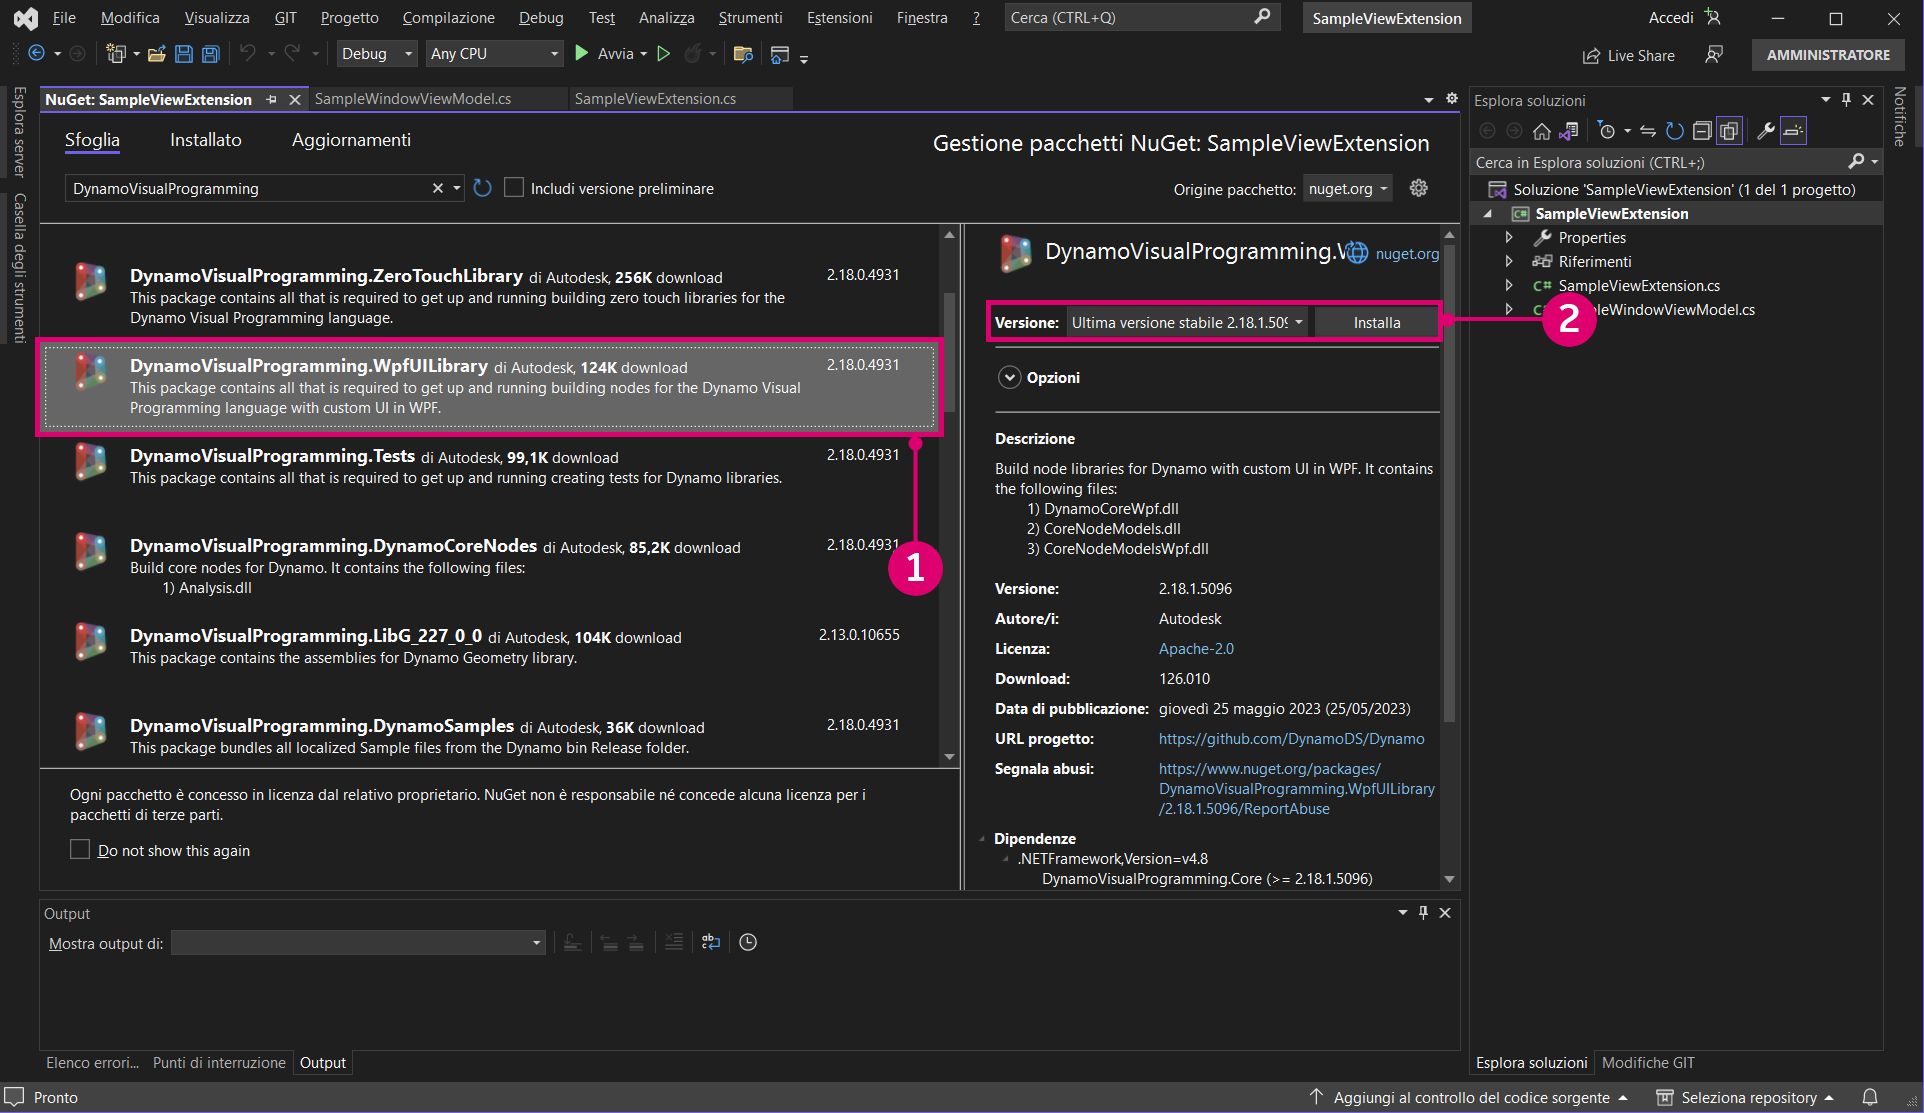 File Modifica Visualizza GIT Progetto Compilazione Debug Test Analizza Strumenti Estensioni Finestra ? Cerca (CTRL+Q) SampleViewExtension Accedi
Debug Any CPU Avvia Live Share AMMINISTRATORE
Esplora server
Casella degli strumenti
NuGet: SampleViewExtension SampleWindowViewModel.cs SampleViewExtension.cs
Sfoglia Installato Aggiornamenti
Gestione pacchetti NuGet: SampleViewExtension
DynamoVisualProgramming Includi versione preliminare
Origine pacchetto: nuget.org
DynamoVisualProgramming.ZeroTouchLibrary di Autodesk, 256K download 2.18.0.4931
This package contains all that is required to get up and running building zero touch libraries for the
Dynamo Visual Programming language.
DynamoVisualProgramming.WpfUILibrary di Autodesk, 124K download 2.18.0.4931
This package contains all that is required to get up and running building nodes for the Dynamo Visual
Programming language with custom UI in WPF.
DynamoVisualProgramming.Tests di Autodesk, 99,1K download 2.18.0.4931
This package contains all that is required to get up and running creating tests for Dynamo libraries.
DynamoVisualProgramming.DynamoCoreNodes di Autodesk, 85,2K download 2.18.0.4931
Build core nodes for Dynamo. It contains the following files:
1) Analysis.dll
1
DynamoVisualProgramming.LibG_227_0_0 di Autodesk, 104K download 2.13.0.10655
This package contains the assemblies for Dynamo Geometry library.
DynamoVisualProgramming.DynamoSamples di Autodesk, 36K download 2.18.0.4931
This package bundles all localized Sample files from the Dynamo bin Release folder.
Ogni pacchetto è concesso in licenza dal relativo proprietario. NuGet non è responsabile né concede alcuna licenza per i
pacchetti di terze parti.
Do not show this again
DynamoVisualProgramming.V nuget.org
Versione: Ultima versione stabile 2.18.1.509 Installa
2
Opzioni
Descrizione
Build node libraries for Dynamo with custom UI in WPF. It contains
the following files:
1) DynamoCoreWpf.dll
2) CoreNodeModels.dll
3) CoreNodeModelsWpf.dll
Versione: 2.18.1.5096
Autore/i: Autodesk
Licenza: Apache-2.0
Download: 126.010
Data di pubblicazione: giovedì 25 maggio 2023 (25/05/2023)
URL progetto: https://github.com/DynamoDS/Dynamo
Segnala abusi: https://www.nuget.org/packages/
DynamoVisualProgramming.WpfUILibrary
/2.18.1.5096/ReportAbuse
Dipendenze
.NETFramework,Version=v4.8
DynamoVisualProgramming.Core (>= 2.18.1.5096)
Esplora soluzioni
Cerca in Esplora soluzioni (CTRL+;)
Soluzione 'SampleViewExtension' (1 del 1 progetto)
SampleViewExtension
Properties
Riferimenti
C# SampleViewExtension.cs
leWindowViewModel.cs
Notifiche
Output
Mostra output di:
Elenco errori... Punti di interruzione Output
Esplora soluzioni Modifiche GIT
Pronto Aggiungi al controllo del codice sorgente Seleziona repository